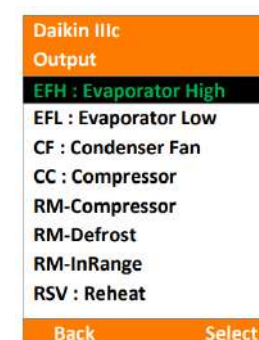 Daikin IIIc
Output
EFH : Evaporator High
EFL : Evaporator Low
CF : Condenser Fan
CC : Compressor
RM-Compressor
RM-Defrost
RM-InRange
RSV : Reheat
Back Select